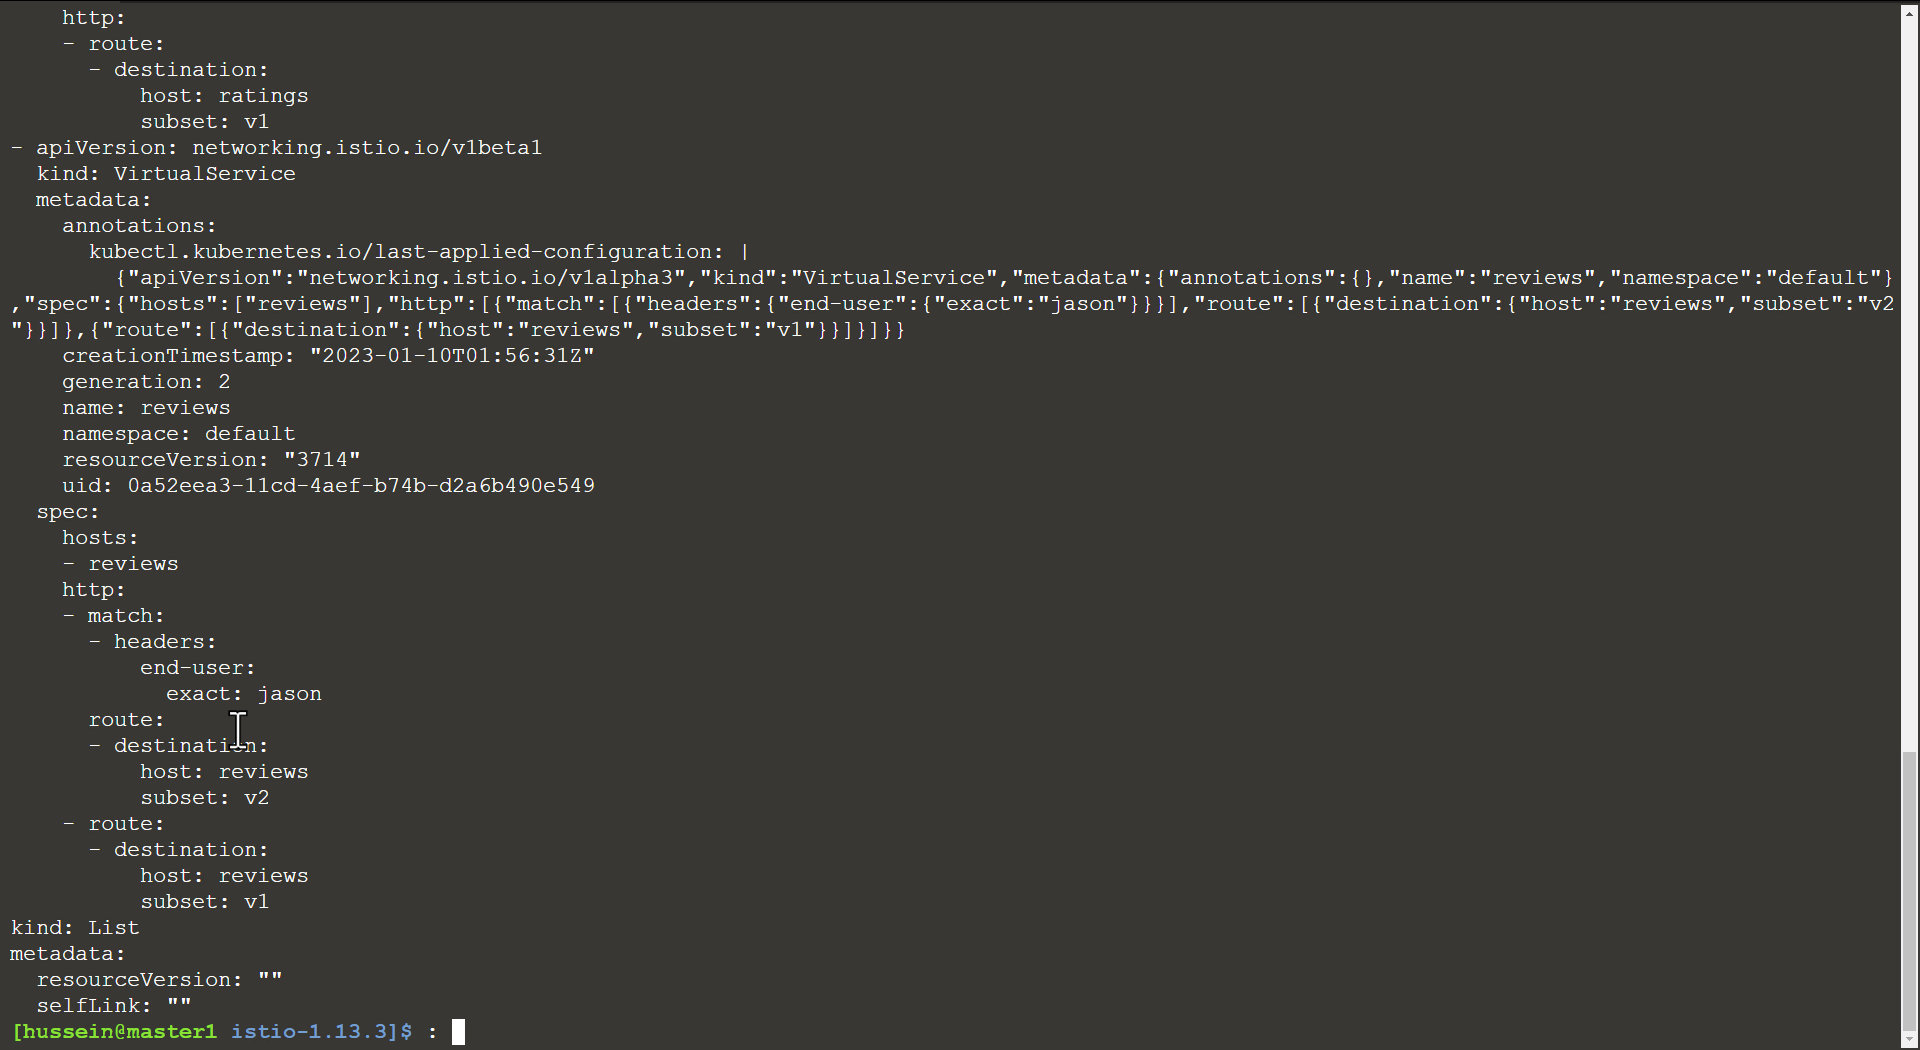 http:
    - route:
      - destination:
          host: ratings
          subset: v1
- apiVersion: networking.istio.io/v1beta1
  kind: VirtualService
  metadata:
    annotations:
      kubectl.kubernetes.io/last-applied-configuration: |
        {"apiVersion":"networking.istio.io/v1alpha3","kind":"VirtualService","metadata":{"annotations":{},"name":"reviews","namespace":"default"}
,"spec":{"hosts":["reviews"],"http":[{"match":[{"headers":{"end-user":{"exact":"jason"}}}],"route":[{"destination":{"host":"reviews","subset":"v2
"}}]},{"route":[{"destination":{"host":"reviews","subset":"v1"}}]}]}}
    creationTimestamp: "2023-01-10T01:56:31Z"
    generation: 2
    name: reviews
    namespace: default
    resourceVersion: "3714"
    uid: 0a52eea3-11cd-4aef-b74b-d2a6b490e549
  spec:
    hosts:
    - reviews
    http:
    - match:
      - headers:
          end-user:
            exact: jason
      route:
      - destination:
          host: reviews
          subset: v2
    - route:
      - destination:
          host: reviews
          subset: v1
kind: List
metadata:
  resourceVersion: ""
  selfLink: ""
[hussein@master1 istio-1.13.3]$ :